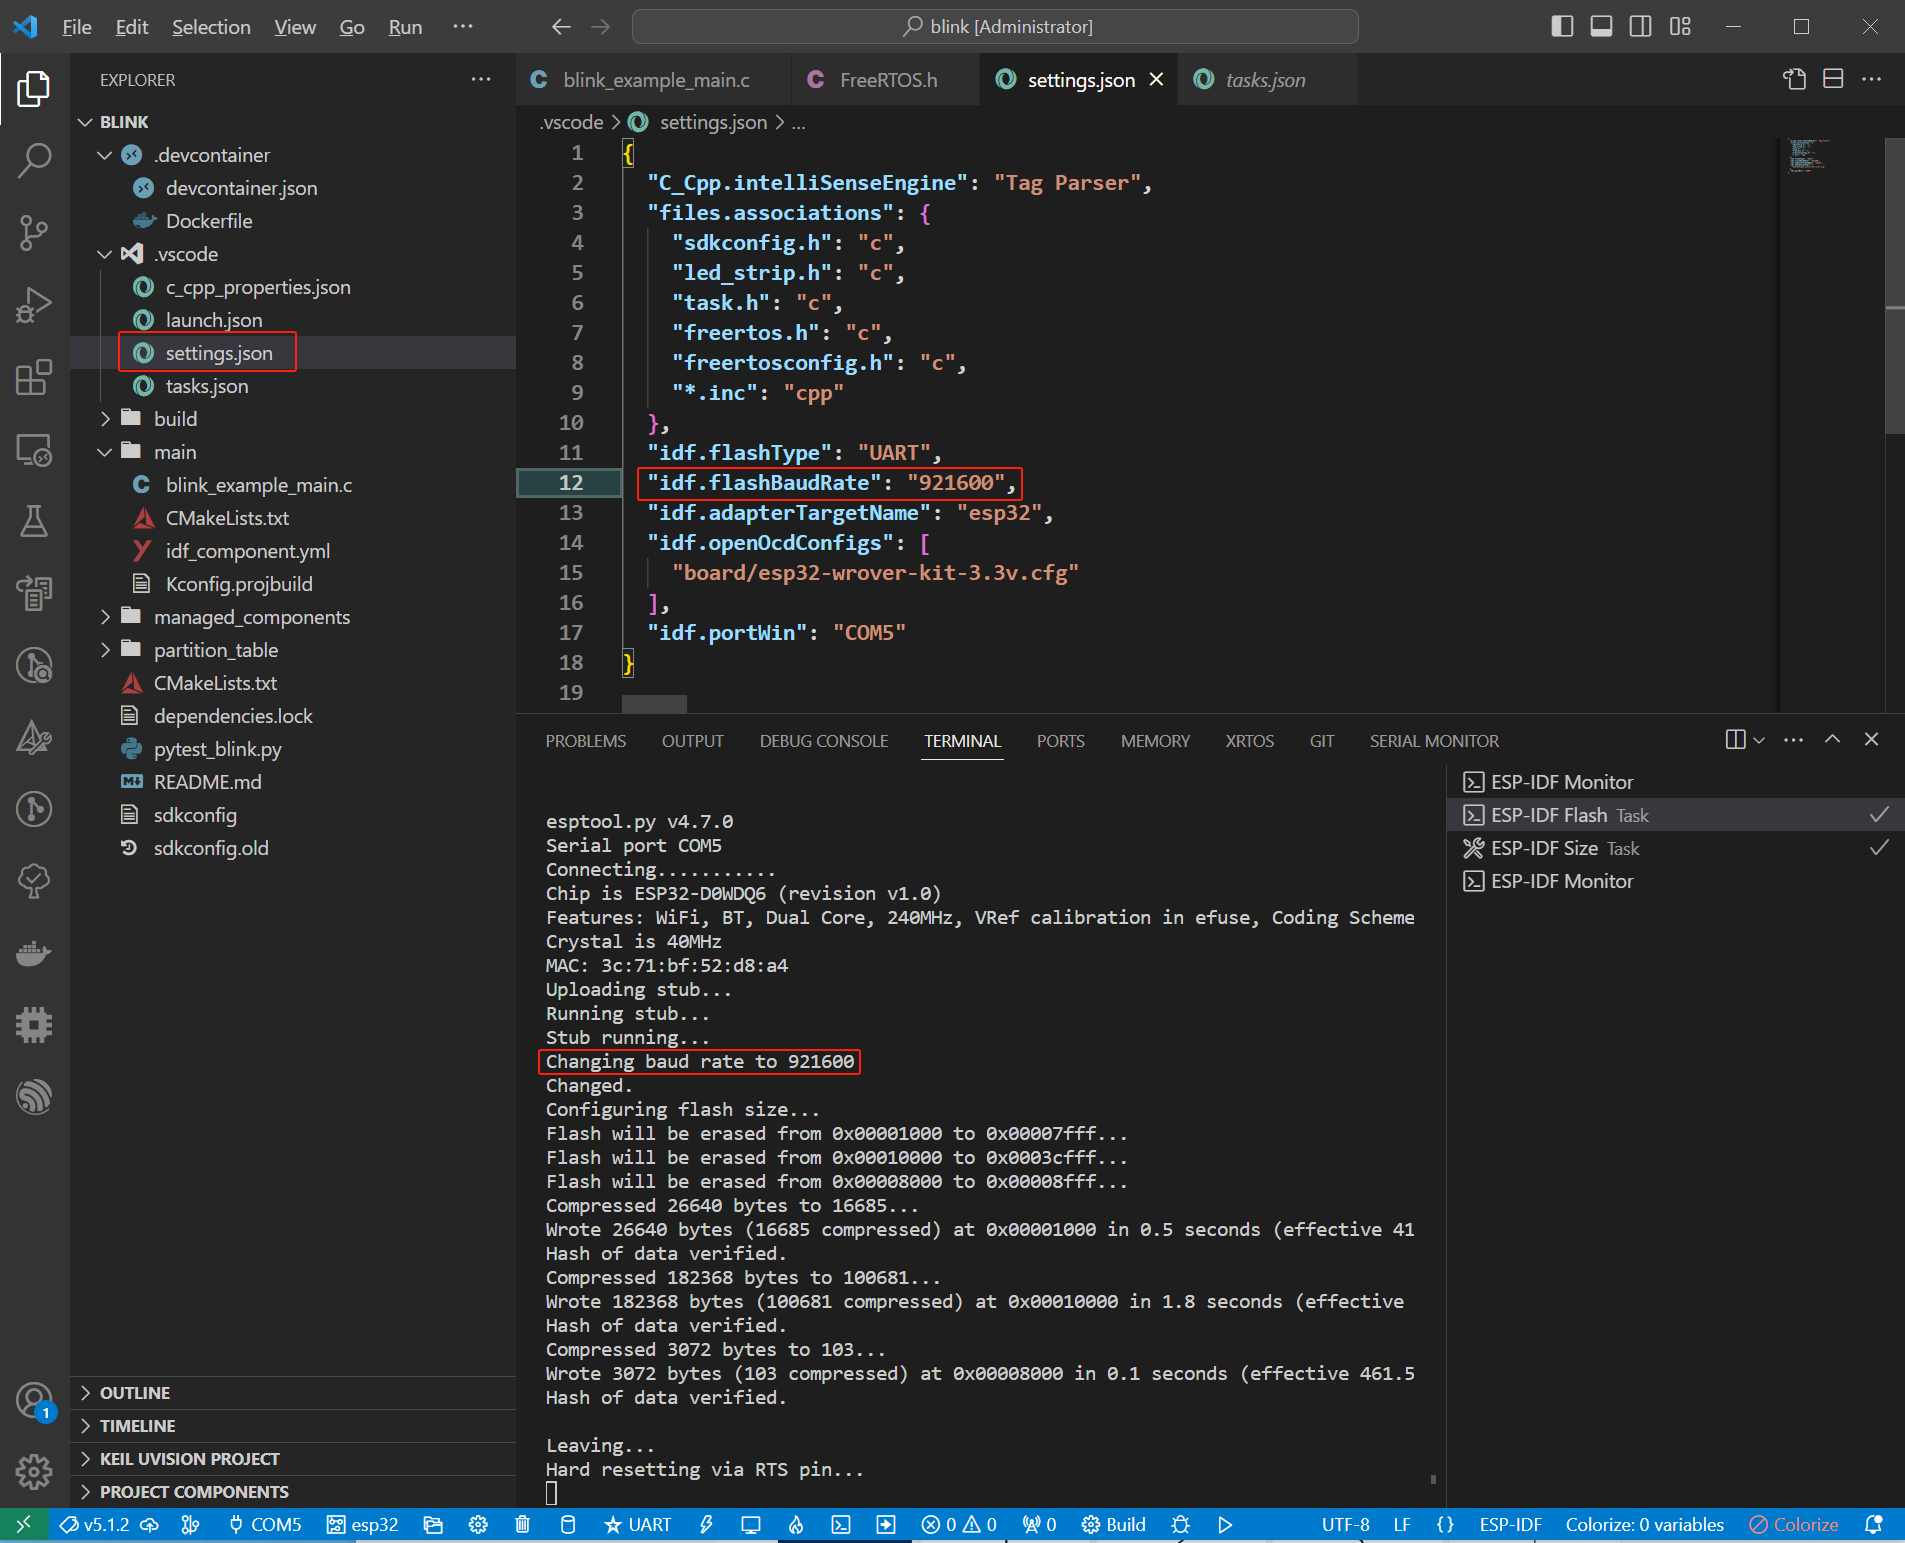 File Edit Selection View Go Run ···
blink [Administrator]
EXPLORER
BLINK
.devcontainer
devcontainer.json
Dockerfile
.vscode
c_cpp_properties.json
launch.json
settings.json
tasks.json
build
main
blink_example_main.c
CMakeLists.txt
idf_component.yml
Kconfig.projbuild
managed_components
partition_table
CMakeLists.txt
dependencies.lock
pytest_blink.py
README.md
sdkconfig
sdkconfig.old
OUTLINE
TIMELINE
KEIL UVISION PROJECT
PROJECT COMPONENTS
1
blink_example_main.c FreeRTOS.h settings.json tasks.json
.vscode > settings.json > ...
1 {
2 "C_Cpp.intelliSenseEngine": "Tag Parser",
3 "files.associations": {
4 "sdkconfig.h": "c",
5 "led_strip.h": "c",
6 "task.h": "c",
7 "freertos.h": "c",
8 "freertosconfig.h": "c",
9 "*.inc": "cpp"
10 },
11 "idf.flashType": "UART",
12 "idf.flashBaudRate": "921600",
13 "idf.adapterTargetName": "esp32",
14 "idf.openOcdConfigs": [
15 "board/esp32-wrover-kit-3.3v.cfg"
16 ],
17 "idf.portWin": "COM5"
18 }
19
PROBLEMS OUTPUT DEBUG CONSOLE TERMINAL PORTS MEMORY XRTOS GIT SERIAL MONITOR
esptool.py v4.7.0
Serial port COM5
Connecting...........
Chip is ESP32-D0WDQ6 (revision v1.0)
Features: WiFi, BT, Dual Core, 240MHz, VRef calibration in efuse, Coding Scheme
Crystal is 40MHz
MAC: 3c:71:bf:52:d8:a4
Uploading stub...
Running stub...
Stub running...
Changing baud rate to 921600
Changed.
Configuring flash size...
Flash will be erased from 0x00001000 to 0x00007fff...
Flash will be erased from 0x00010000 to 0x0003cfff...
Flash will be erased from 0x00008000 to 0x00008fff...
Compressed 26640 bytes to 16685...
Wrote 26640 bytes (16685 compressed) at 0x00001000 in 0.5 seconds (effective 41
Hash of data verified.
Compressed 182368 bytes to 100681...
Wrote 182368 bytes (100681 compressed) at 0x00010000 in 1.8 seconds (effective
Hash of data verified.
Compressed 3072 bytes to 103...
Wrote 3072 bytes (103 compressed) at 0x00008000 in 0.1 seconds (effective 461.5
Hash of data verified.
Leaving...
Hard resetting via RTS pin...
ESP-IDF Monitor
ESP-IDF Flash Task
ESP-IDF Size Task
ESP-IDF Monitor
v5.1.2 COM5 esp32 UART 0 0 0 Build UTF-8 LF {} ESP-IDF Colorize: 0 variables Colorize